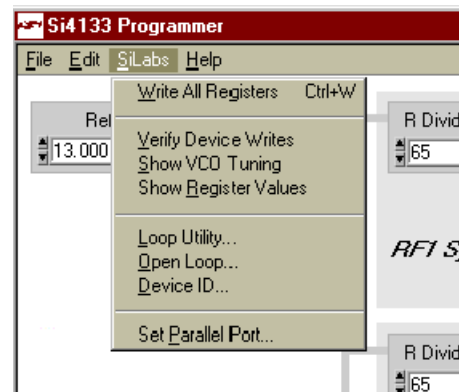 Si4133 Programmer
File Edit SiLabs Help
Write All Registers Ctrl+W
Verify Device Writes
Show VCO Tuning
Show Register Values
Loop Utility...
Open Loop...
Device ID...
Set Parallel Port...
13.000
R Divid
65
RF1
R Divid
65